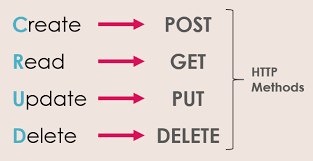 Create POST
Read GET
Update PUT
Delete DELETE
HTTP
Methods